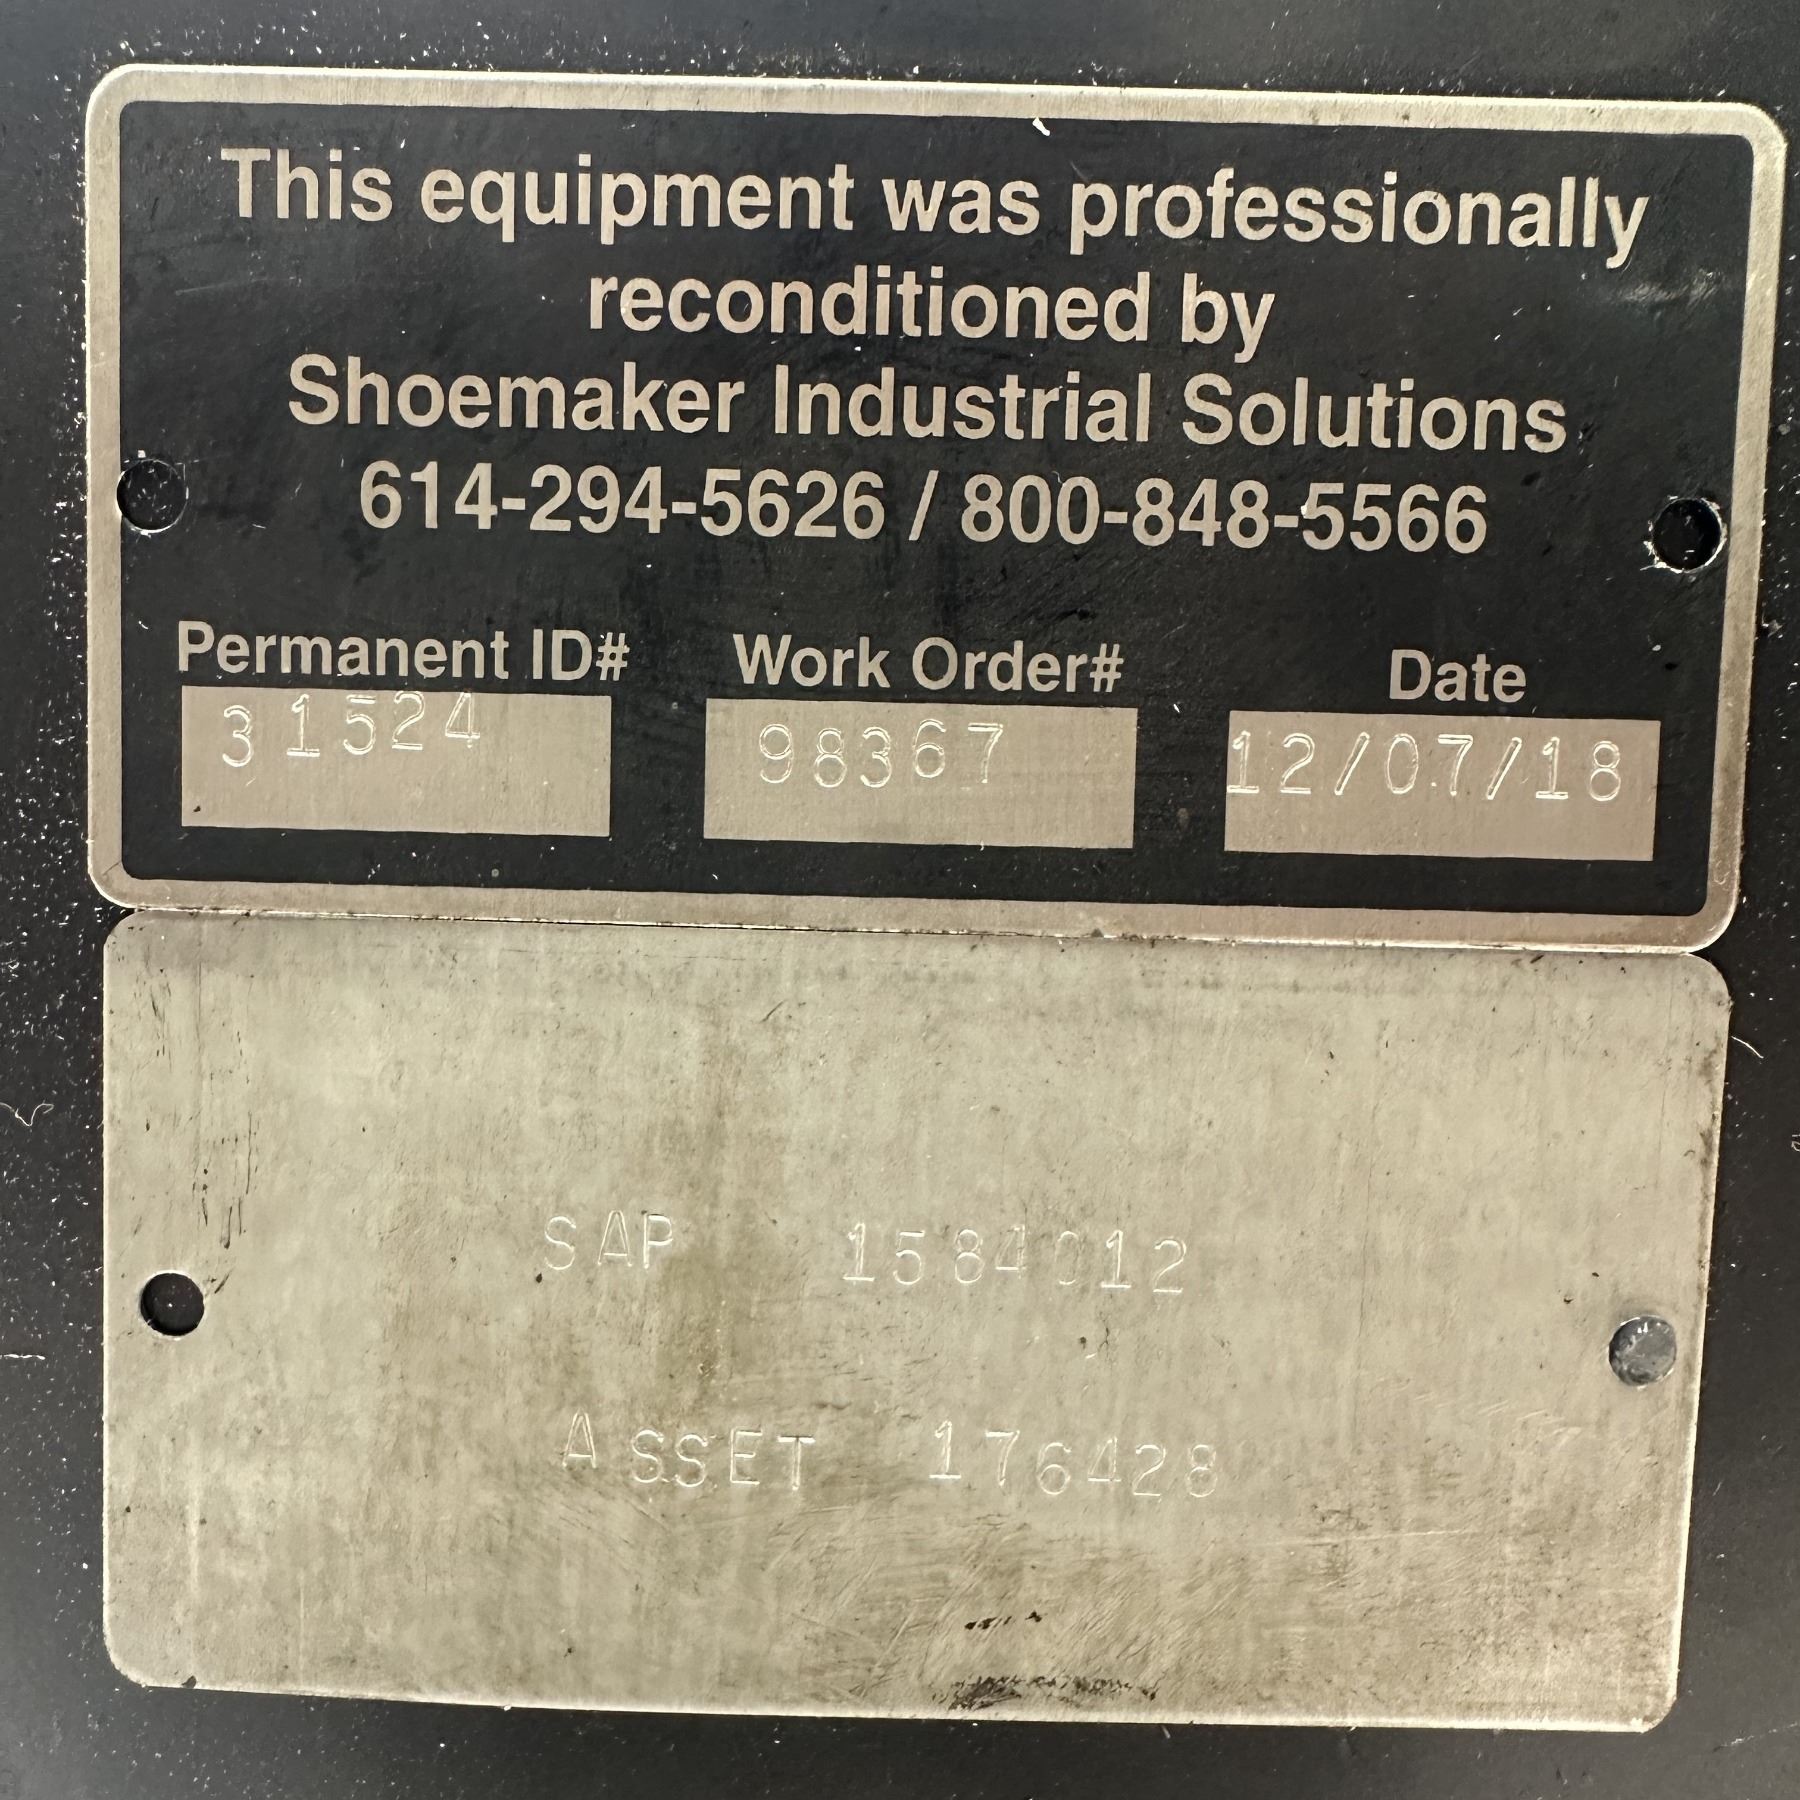 This equipment was professionally
reconditioned by
Shoemaker Industrial Solutions
614-294-5626 / 800-848-5566
Permanent ID# Work Order# Date
31524 98367 12/07/18
SAP 1584012
ASSET 176428